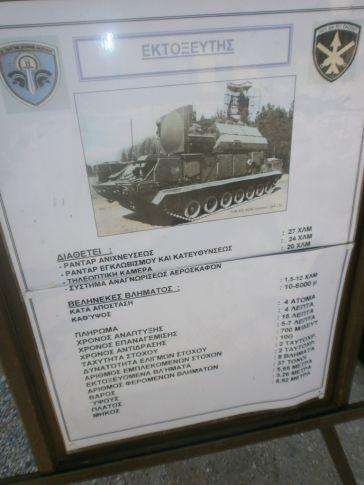 ΕΚΤΟΞΕΥΤΗΣ
ΔΙΑΘΕΤΕΙ :
- ΡΑΝΤΑΡ ΑΝΙΧΝΕΥΣΕΩΣ 27 ΧΛΜ
- ΡΑΝΤΑΡ ΕΓΚΛΩΒΙΣΜΟΥ ΚΑΙ ΚΑΤΕΥΘΥΝΣΕΩΣ 24 ΧΛΜ
- ΤΗΛΕΟΠΤΙΚΗ ΚΑΜΕΡΑ 20 ΧΛΜ
- ΣΥΣΤΗΜΑ ΑΝΑΓΝΩΡΙΣΕΩΣ ΑΕΡΟΣΚΑΦΩΝ
ΒΕΛΗΝΕΚΕΣ ΒΛΗΜΑΤΟΣ :
ΚΑΤΑ ΑΠΟΣΤΑΣΗ 1,5-12 ΧΛΜ
ΚΑΘ'ΥΨΟΣ 10-6000 μ
ΠΛΗΡΩΜΑ 4 ΑΤΟΜΑ
ΧΡΟΝΟΣ ΑΝΑΠΤΥΞΗΣ 4 ΛΕΠΤΑ
ΧΡΟΝΟΣ ΕΠΑΝΑΓΕΜΙΣΗΣ 18 ΛΕΠΤΑ
ΧΡΟΝΟΣ ΑΝΤΙΔΡΑΣΗΣ 5-7 ΛΕΠΤΑ
ΤΑΧΥΤΗΤΑ ΣΤΟΧΟΥ 700 Μ/ΔΕΥΤ
ΔΥΝΑΤΟΤΗΤΑ ΕΛΙΓΜΩΝ ΣΤΟΧΟΥ 10G
ΑΡΙΘΜΟΣ ΕΜΠΛΕΚΟΜΕΝΩΝ ΣΤΟΧΩΝ 2 ΤΑΥΤΟΧΡ.
ΕΚΤΟΞΕΥΟΜΕΝΑ ΒΛΗΜΑΤΑ 2 ΤΑΥΤΟΧΡ.
ΑΡΙΘΜΟΣ ΦΕΡΟΜΕΝΩΝ ΒΛΗΜΑΤΩΝ 8 ΒΛΗΜΑΤΑ
ΒΑΡΟΣ 37 ΤΟΝΟΙ
ΥΨΟΥΣ 5,65 ΜΕΤΡΑ
ΠΛΑΤΟΣ 3,26 ΜΕΤΡΑ
ΜΗΚΟΣ 6,92 ΜΕΤΡΑ